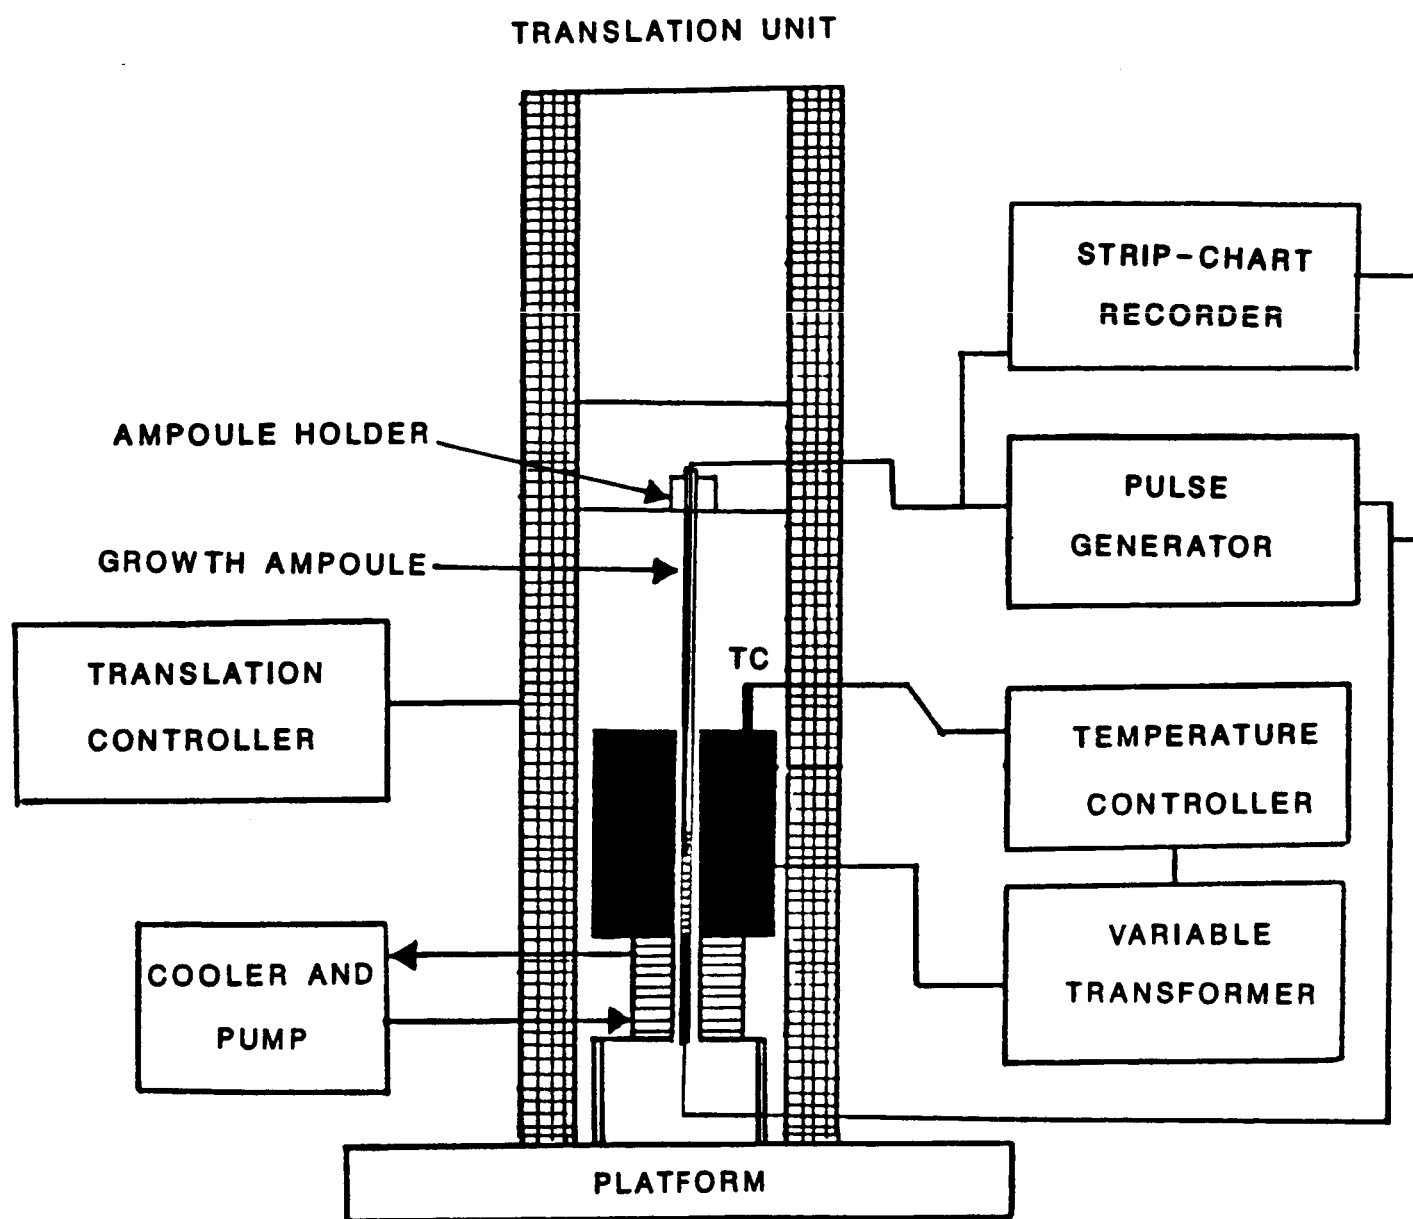 TRANSLATION UNIT
STRIP-CHART
RECORDER
AMPOULE HOLDER
PULSE
GENERATOR
GROWTH AMPOULE
TRANSLATION
CONTROLLER
TC
TEMPERATURE
CONTROLLER
COOLER AND
PUMP
VARIABLE
TRANSFORMER
PLATFORM